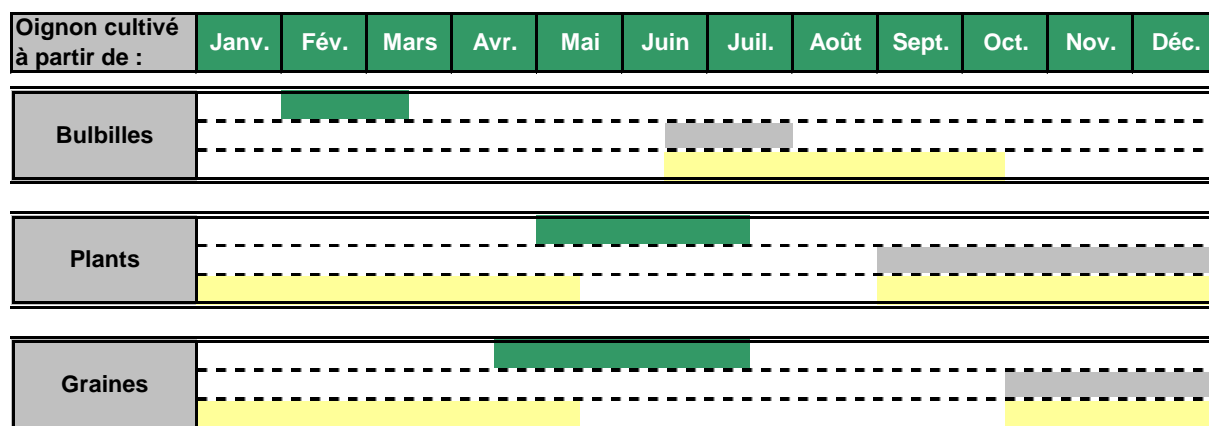 Oignon cultivé
à partir de :
Janv. Fév. Mars Avr. Mai Juin Juil. Août Sept. Oct. Nov. Déc.
Bulbilles
Plants
Graines